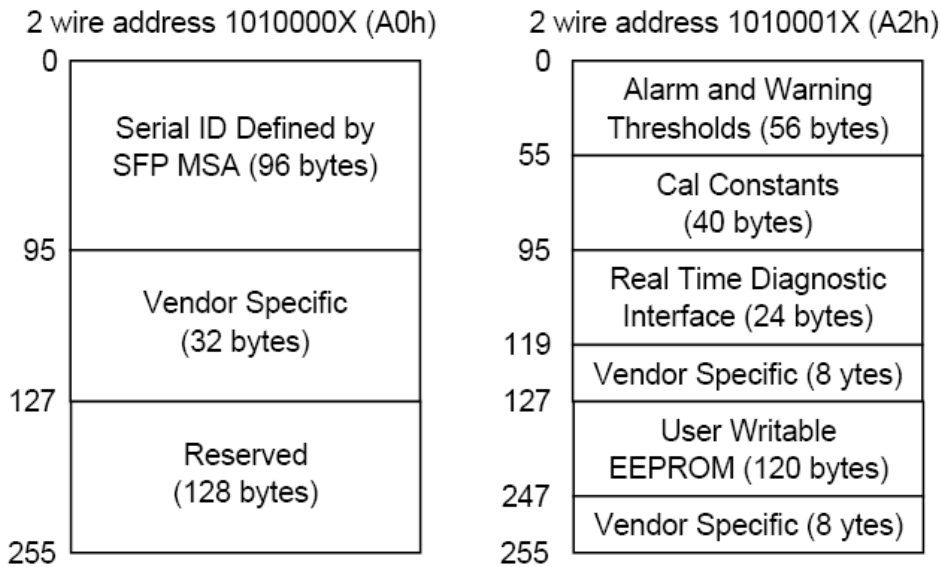 2 wire address 1010000X (A0h)
0
Serial ID Defined by
SFP MSA (96 bytes)
95
Vendor Specific
(32 bytes)
127
Reserved
(128 bytes)
255
2 wire address 1010001X (A2h)
0
Alarm and Warning
Thresholds (56 bytes)
55
Cal Constants
(40 bytes)
95
Real Time Diagnostic
Interface (24 bytes)
119
Vendor Specific (8 ytes)
127
User Writable
EEPROM (120 bytes)
247
Vendor Specific (8 ytes)
255